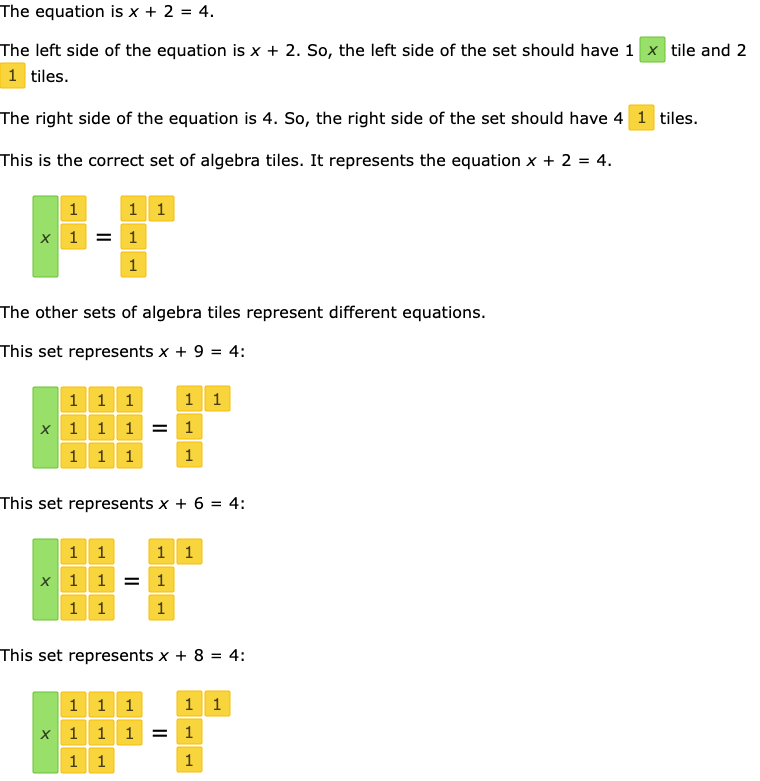 The equation is x + 2 = 4.
The left side of the equation is x + 2. So, the left side of the set should have 1 x tile and 2
1 tiles.
The right side of the equation is 4. So, the right side of the set should have 4 1 tiles.
This is the correct set of algebra tiles. It represents the equation x + 2 = 4.
1 1 1
x 1 = 1
1
The other sets of algebra tiles represent different equations.
This set represents x + 9 = 4:
1 1 1 1 1
x 1 1 1 = 1
1 1 1 1
This set represents x + 6 = 4:
1 1 1 1
x 1 1 = 1
1 1 1
This set represents x + 8 = 4:
1 1 1 1 1
x 1 1 1 = 1
1 1 1